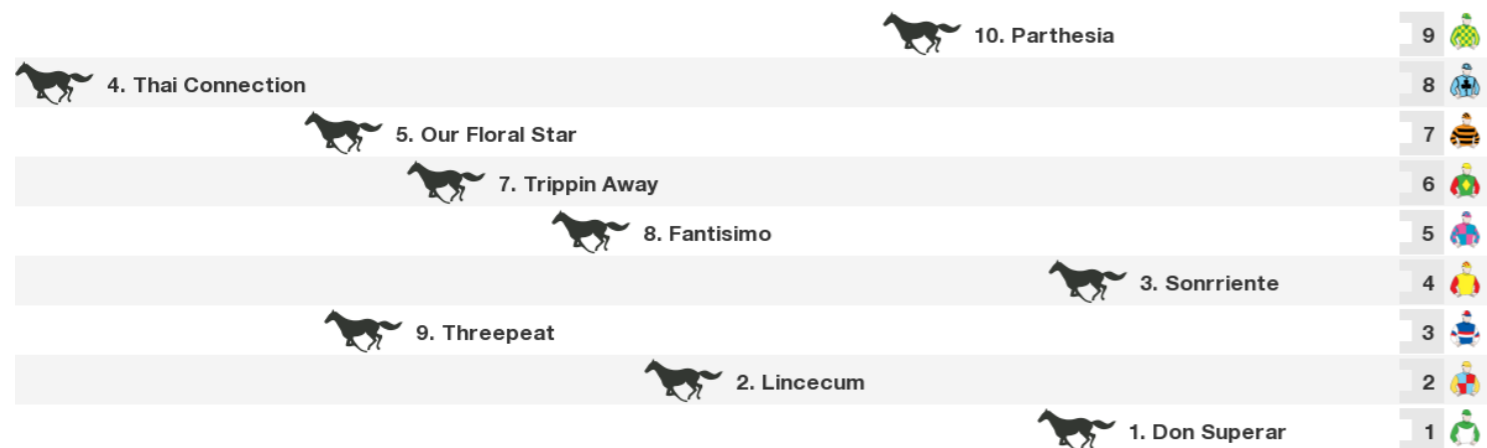 10. Parthesia 9
4. Thai Connection 8
5. Our Floral Star 7
7. Trippin Away 6
8. Fantisimo 5
3. Sonrriente 4
9. Threepeat 3
2. Lincecum 2
1. Don Superar 1